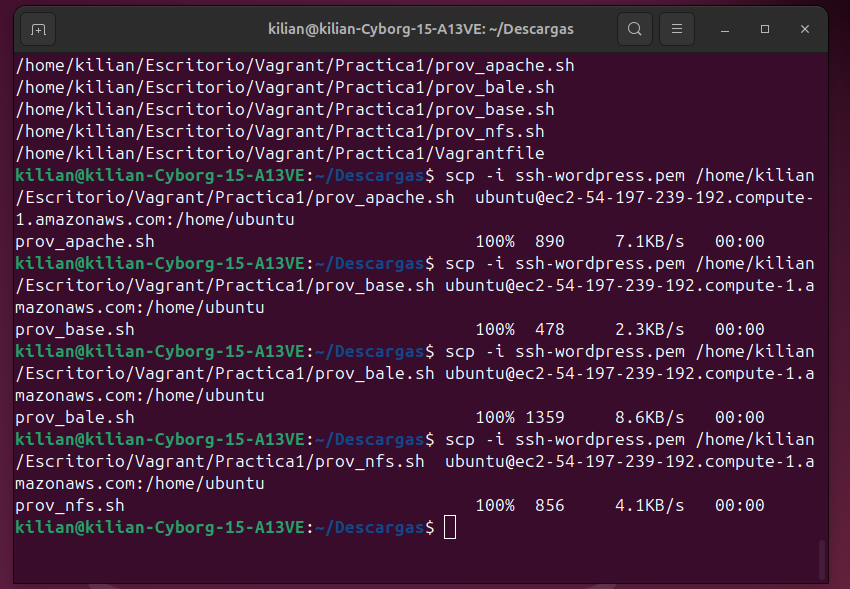 kilian@kilian-Cyborg-15-A13VE: ~/Descargas
/home/kilian/Escritorio/Vagrant/Practica1/prov_apache.sh
/home/kilian/Escritorio/Vagrant/Practica1/prov_bale.sh
/home/kilian/Escritorio/Vagrant/Practica1/prov_base.sh
/home/kilian/Escritorio/Vagrant/Practica1/prov_nfs.sh
/home/kilian/Escritorio/Vagrant/Practica1/Vagrantfile
kilian@kilian-Cyborg-15-A13VE:~/Descargas$ scp -i ssh-wordpress.pem /home/kilian
/Escritorio/Vagrant/Practica1/prov_apache.sh  ubuntu@ec2-54-197-239-192.compute-
1.amazonaws.com:/home/ubuntu
prov_apache.sh                                100%  890     7.1KB/s   00:00
kilian@kilian-Cyborg-15-A13VE:~/Descargas$ scp -i ssh-wordpress.pem /home/kilian
/Escritorio/Vagrant/Practica1/prov_base.sh ubuntu@ec2-54-197-239-192.compute-1.a
mazonaws.com:/home/ubuntu
prov_base.sh                                  100%  478     2.3KB/s   00:00
kilian@kilian-Cyborg-15-A13VE:~/Descargas$ scp -i ssh-wordpress.pem /home/kilian
/Escritorio/Vagrant/Practica1/prov_bale.sh ubuntu@ec2-54-197-239-192.compute-1.a
mazonaws.com:/home/ubuntu
prov_bale.sh                                  100% 1359     8.6KB/s   00:00
kilian@kilian-Cyborg-15-A13VE:~/Descargas$ scp -i ssh-wordpress.pem /home/kilian
/Escritorio/Vagrant/Practica1/prov_nfs.sh  ubuntu@ec2-54-197-239-192.compute-1.a
mazonaws.com:/home/ubuntu
prov_nfs.sh                                   100%  856     4.1KB/s   00:00
kilian@kilian-Cyborg-15-A13VE:~/Descargas$